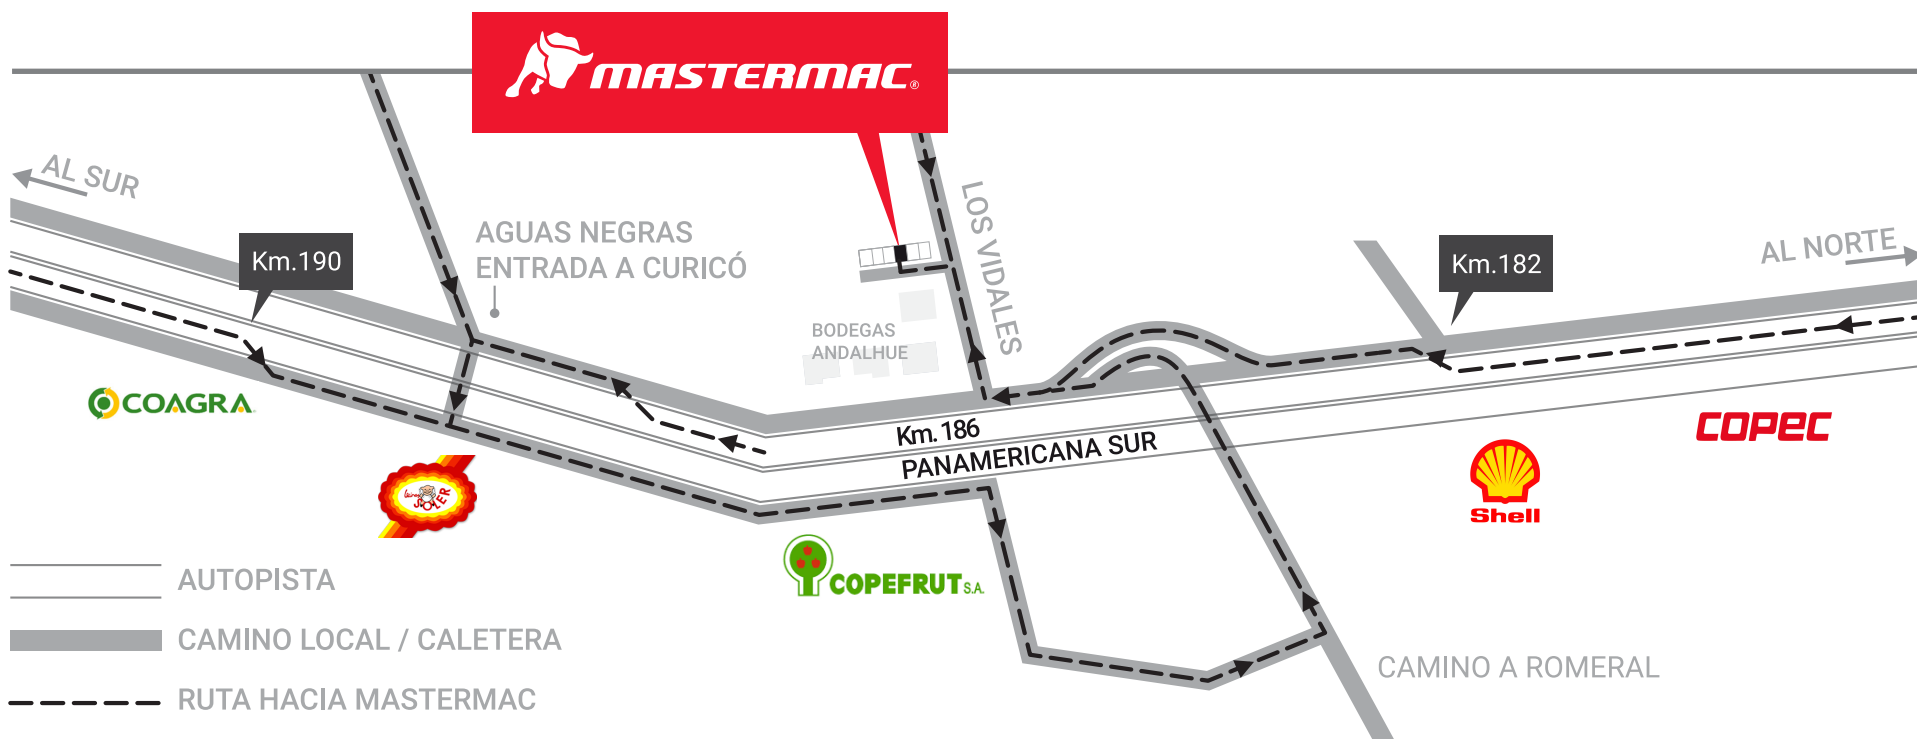 MASTERMAC®
AL SUR
Km.190
AGUAS NEGRAS
ENTRADA A CURICÓ
LOS VIDALES
BODEGAS
ANDALHUE
Km.182
AL NORTE
COAGRA
Km. 186
PANAMERICANA SUR
COPEC
SOLER
Shell
COPEFRUT S.A.
AUTOPISTA
CAMINO LOCAL / CALETERA
RUTA HACIA MASTERMAC
CAMINO A ROMERAL